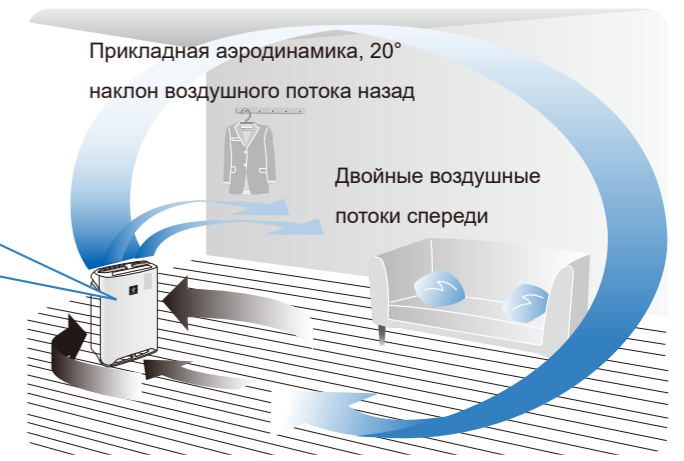 Прикладная аэродинамика, 20°
наклон воздушного потока назад
Двойные воздушные
потоки спереди